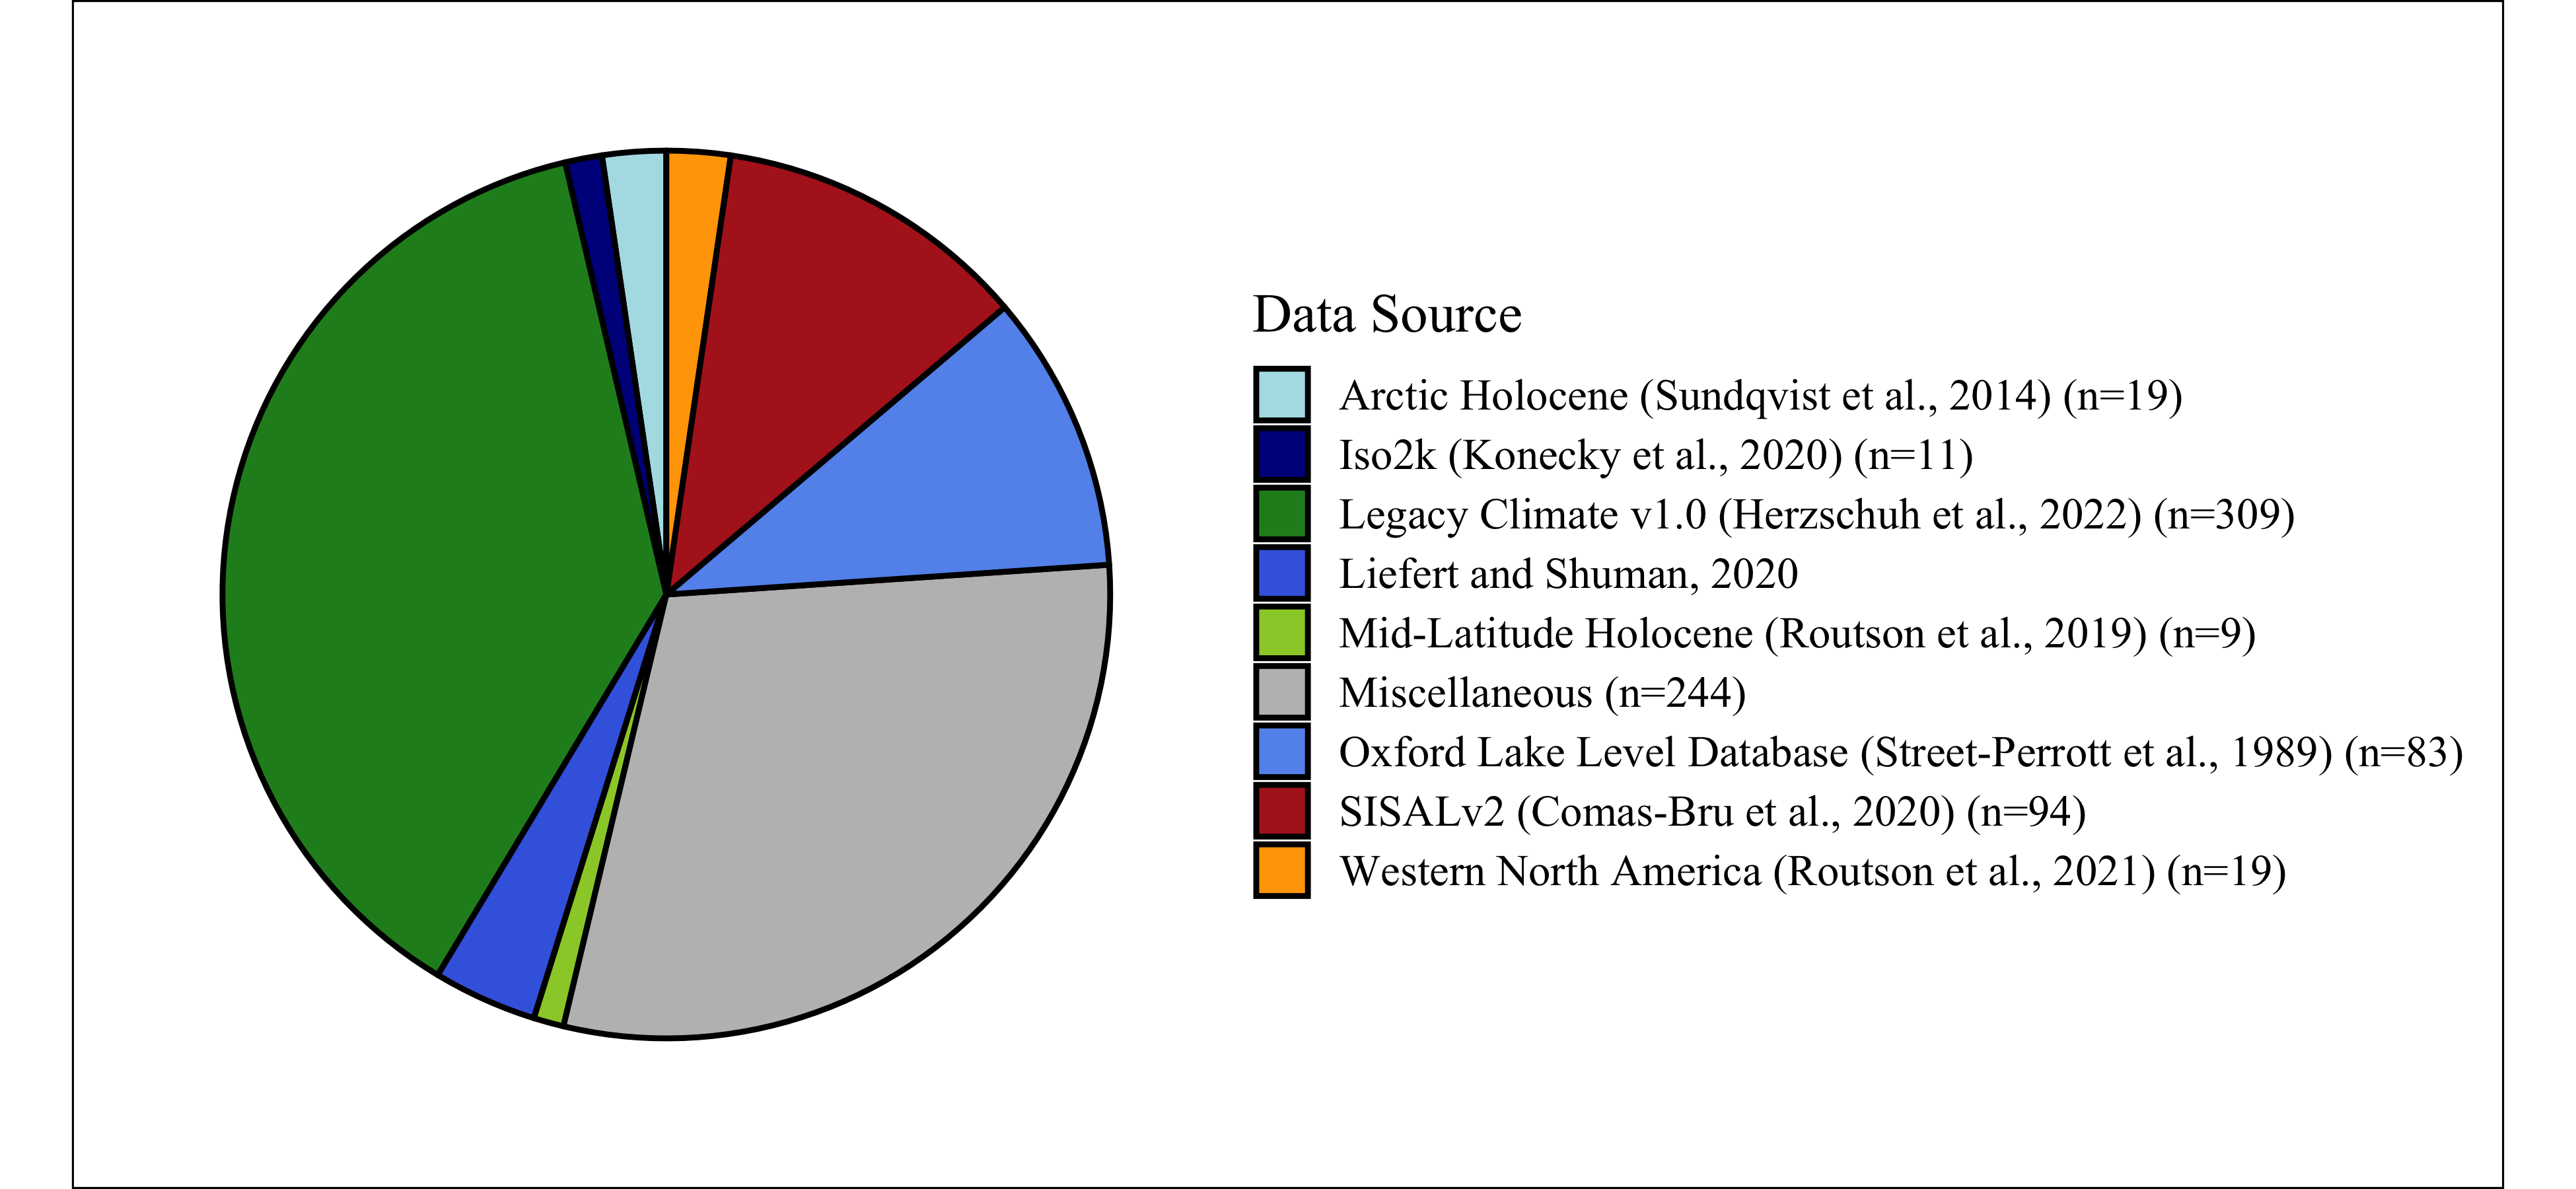 Data Source
Arctic Holocene (Sundqvist et al., 2014) (n=19)
Iso2k (Konecky et al., 2020) (n=11)
Legacy Climate v1.0 (Herzschuh et al., 2022) (n=309)
Liefert and Shuman, 2020
Mid-Latitude Holocene (Routson et al., 2019) (n=9)
Miscellaneous (n=244)
Oxford Lake Level Database (Street-Perrott et al., 1989) (n=83)
SISALv2 (Comas-Bru et al., 2020) (n=94)
Western North America (Routson et al., 2021) (n=19)